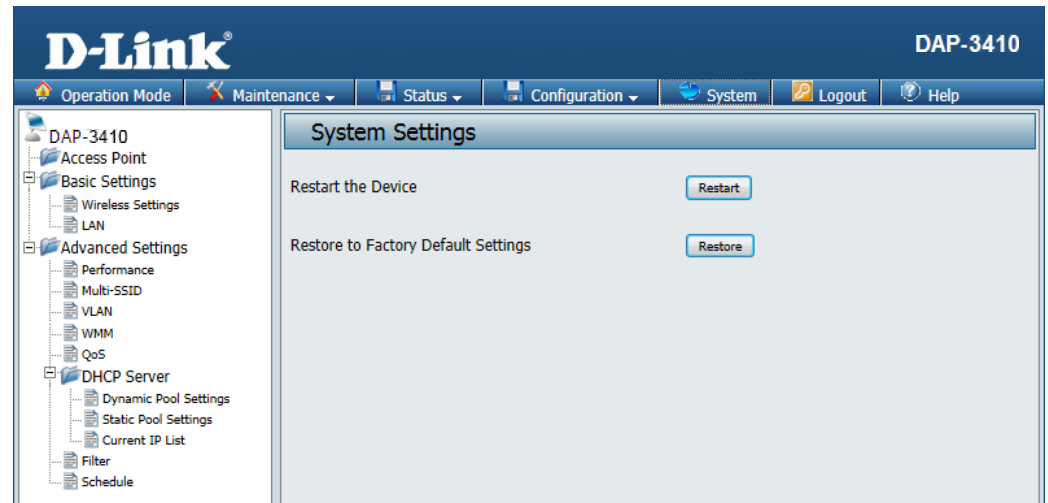 D-Link®
DAP-3410
Operation Mode Maintenance Status Configuration System Logout Help
DAP-3410
Access Point
Basic Settings
Wireless Settings
LAN
Advanced Settings
Performance
Multi-SSID
VLAN
WMM
QoS
DHCP Server
Dynamic Pool Settings
Static Pool Settings
Current IP List
Filter
Schedule
System Settings
Restart the Device Restart
Restore to Factory Default Settings Restore